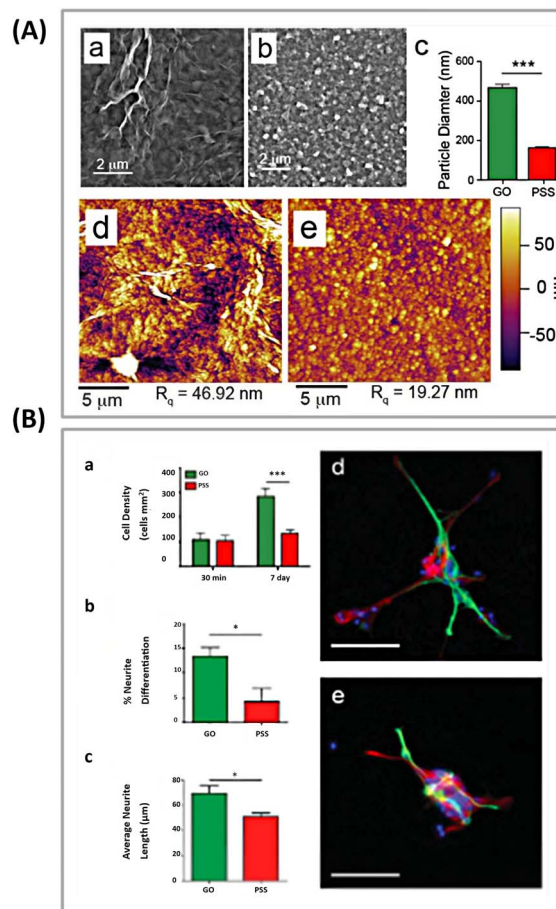 (A)
a
2 μm
b
2 μm
c
Particle Diamter (nm)
600
400
200
0
***
GO
PSS
d
5 μm
Rq = 46.92 nm
e
5 μm
Rq = 19.27 nm
50
0
-50
(B)
a
GO
PSS
Cell Density
(cells mm²)
400
300
200
100
0
***
30 min
7 day
b
% Neurite
Differentiation
20
15
10
5
0
*
GO
PSS
c
Average Neurite
Length (μm)
80
60
40
20
0
*
GO
PSS
d
e